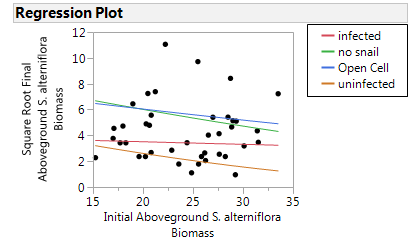 Regression Plot
Square Root Final
Aboveground S. alterniflora
Biomass
12
10
8
6
4
2
0
15
20
25
30
35
Initial Aboveground S. alterniflora
Biomass
infected
no snail
Open Cell
uninfected